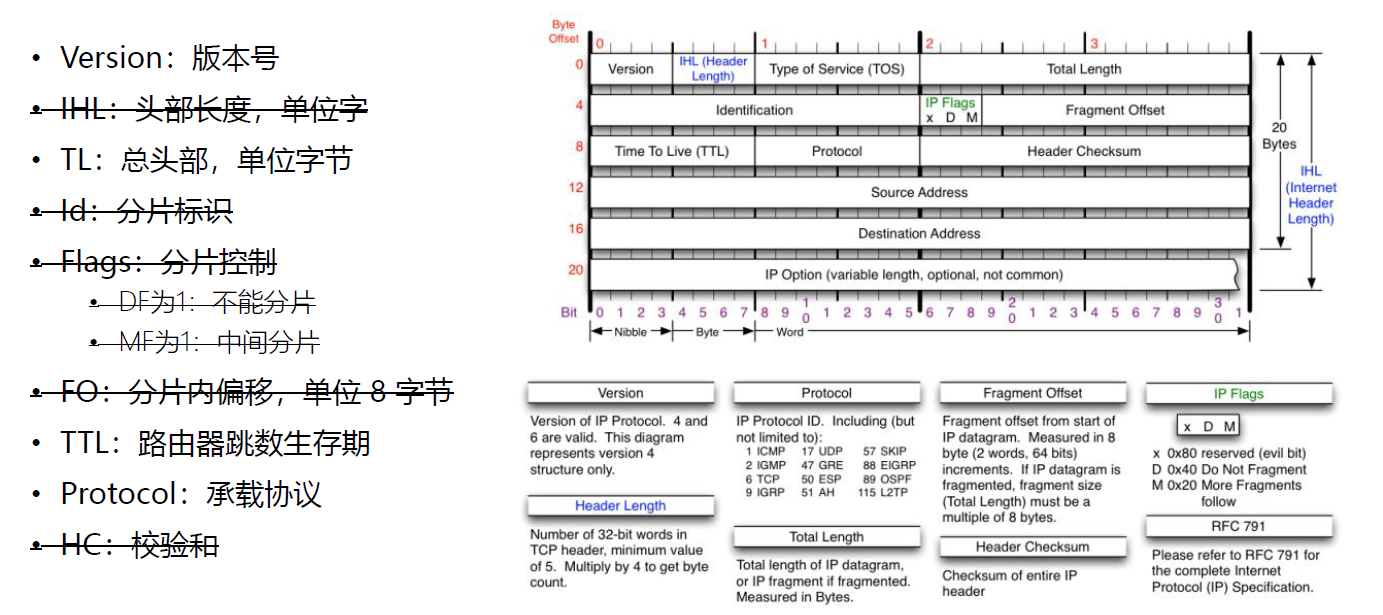 • Version：版本号
• IHL：头部长度，单位字
• TL：总头部，单位字节
• Id：分片标识
• Flags：分片控制
• DF为1：不能分片
• MF为1：中间分片
• FO：分片内偏移，单位 8 字节
• TTL：路由器跳数生存期
• Protocol：承载协议
• HC：校验和
Byte
Offset
0 1 2 3
0 Version IHL (Header Length) Type of Service (TOS) Total Length
4 Identification IP Flags x D M Fragment Offset
8 Time To Live (TTL) Protocol Header Checksum
12 Source Address
16 Destination Address
20 IP Option (variable length, optional, not common)
Bit 0 1 2 3 4 5 6 7 8 9 10 1 2 3 4 5 6 7 8 9 20 1 2 3 4 5 6 7 8 9 30 1
Nibble Byte Word
20
Bytes
IHL
(Internet
Header
Length)
Version
Version of IP Protocol. 4 and
6 are valid. This diagram
represents version 4
structure only.
Header Length
Number of 32-bit words in
TCP header, minimum value
of 5. Multiply by 4 to get byte
count.
Protocol
IP Protocol ID. Including (but
not limited to):
1 ICMP 17 UDP 57 SKIP
2 IGMP 47 GRE 88 EIGRP
6 TCP 50 ESP 89 OSPF
9 IGRP 51 AH 115 L2TP
Total Length
Total length of IP datagram,
or IP fragment if fragmented.
Measured in Bytes.
Fragment Offset
Fragment offset from start of
IP datagram. Measured in 8
byte (2 words, 64 bits)
increments. If IP datagram is
fragmented, fragment size
(Total Length) must be a
multiple of 8 bytes.
Header Checksum
Checksum of entire IP
header
IP Flags
x D M
x 0x80 reserved (evil bit)
D 0x40 Do Not Fragment
M 0x20 More Fragments
follow
RFC 791
Please refer to RFC 791 for
the complete Internet
Protocol (IP) Specification.